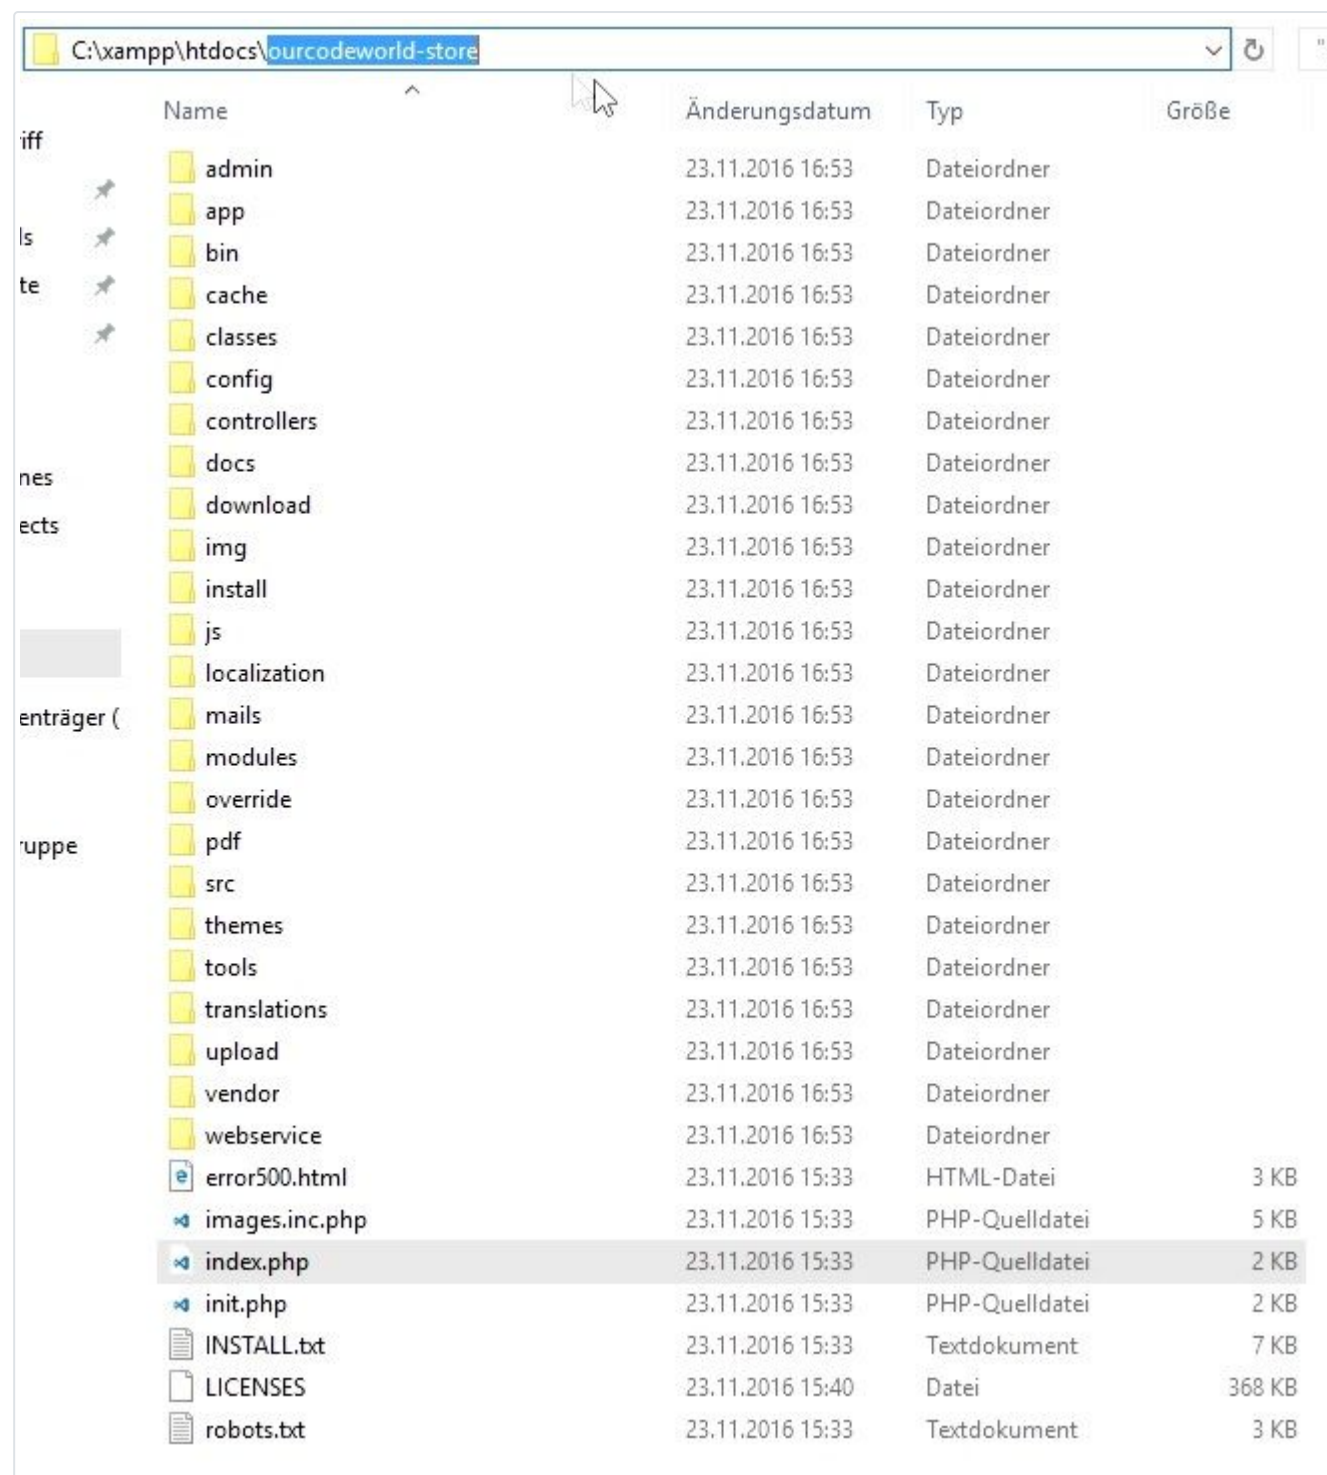 C:\xampp\htdocs\ourcodeworld-store
Name Änderungsdatum Typ Größe
iff
admin 23.11.2016 16:53 Dateiordner
app 23.11.2016 16:53 Dateiordner
ls
bin 23.11.2016 16:53 Dateiordner
te
cache 23.11.2016 16:53 Dateiordner
classes 23.11.2016 16:53 Dateiordner
config 23.11.2016 16:53 Dateiordner
controllers 23.11.2016 16:53 Dateiordner
docs 23.11.2016 16:53 Dateiordner
nes
download 23.11.2016 16:53 Dateiordner
ects
img 23.11.2016 16:53 Dateiordner
install 23.11.2016 16:53 Dateiordner
js 23.11.2016 16:53 Dateiordner
localization 23.11.2016 16:53 Dateiordner
enträger ( mails 23.11.2016 16:53 Dateiordner
modules 23.11.2016 16:53 Dateiordner
override 23.11.2016 16:53 Dateiordner
ruppe pdf 23.11.2016 16:53 Dateiordner
src 23.11.2016 16:53 Dateiordner
themes 23.11.2016 16:53 Dateiordner
tools 23.11.2016 16:53 Dateiordner
translations 23.11.2016 16:53 Dateiordner
upload 23.11.2016 16:53 Dateiordner
vendor 23.11.2016 16:53 Dateiordner
webservice 23.11.2016 16:53 Dateiordner
error500.html 23.11.2016 15:33 HTML-Datei 3 KB
images.inc.php 23.11.2016 15:33 PHP-Quelldatei 5 KB
index.php 23.11.2016 15:33 PHP-Quelldatei 2 KB
init.php 23.11.2016 15:33 PHP-Quelldatei 2 KB
INSTALL.txt 23.11.2016 15:33 Textdokument 7 KB
LICENSES 23.11.2016 15:40 Datei 368 KB
robots.txt 23.11.2016 15:33 Textdokument 3 KB